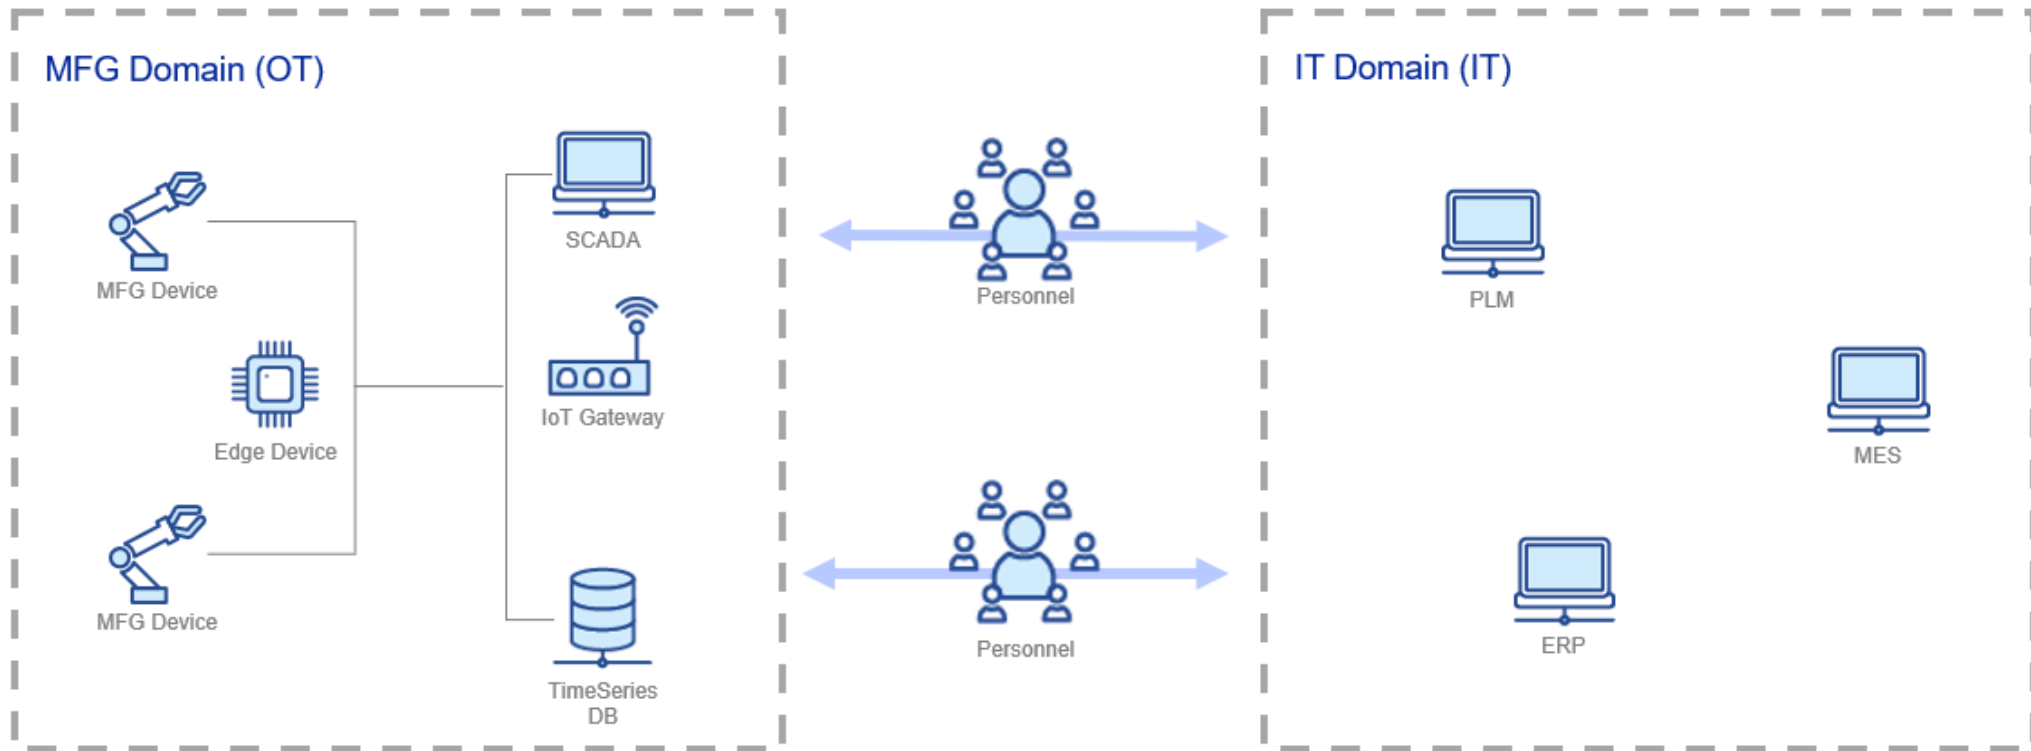 MFG Domain (OT)
MFG Device
Edge Device
MFG Device
SCADA
IoT Gateway
TimeSeries
DB
Personnel
Personnel
IT Domain (IT)
PLM
MES
ERP